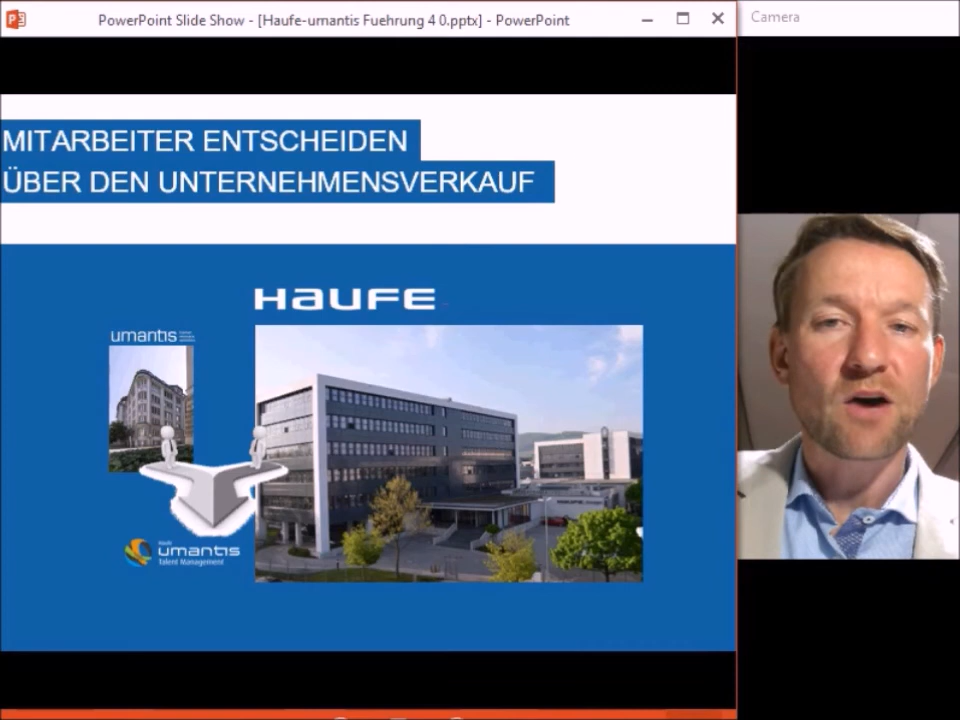 PowerPoint Slide Show - [Haufe-umantis Fuehrung 4 0.pptx] - PowerPoint
Camera
MITARBEITER ENTSCHEIDEN
ÜBER DEN UNTERNEHMENSVERKAUF
HAUFE
umantis
Haufe
umantis
Talent Management